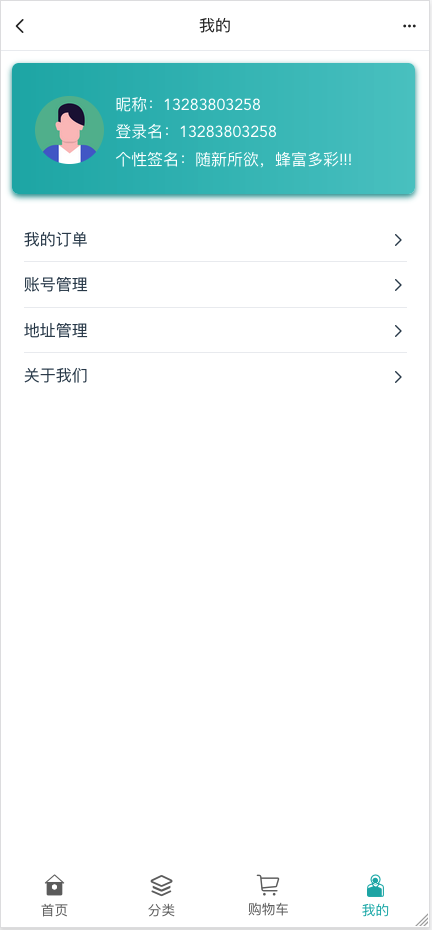 我的
昵称：13283803258
登录名：13283803258
个性签名：随新所欲，蜂富多彩!!!
我的订单
账号管理
地址管理
关于我们
首页
分类
购物车
我的